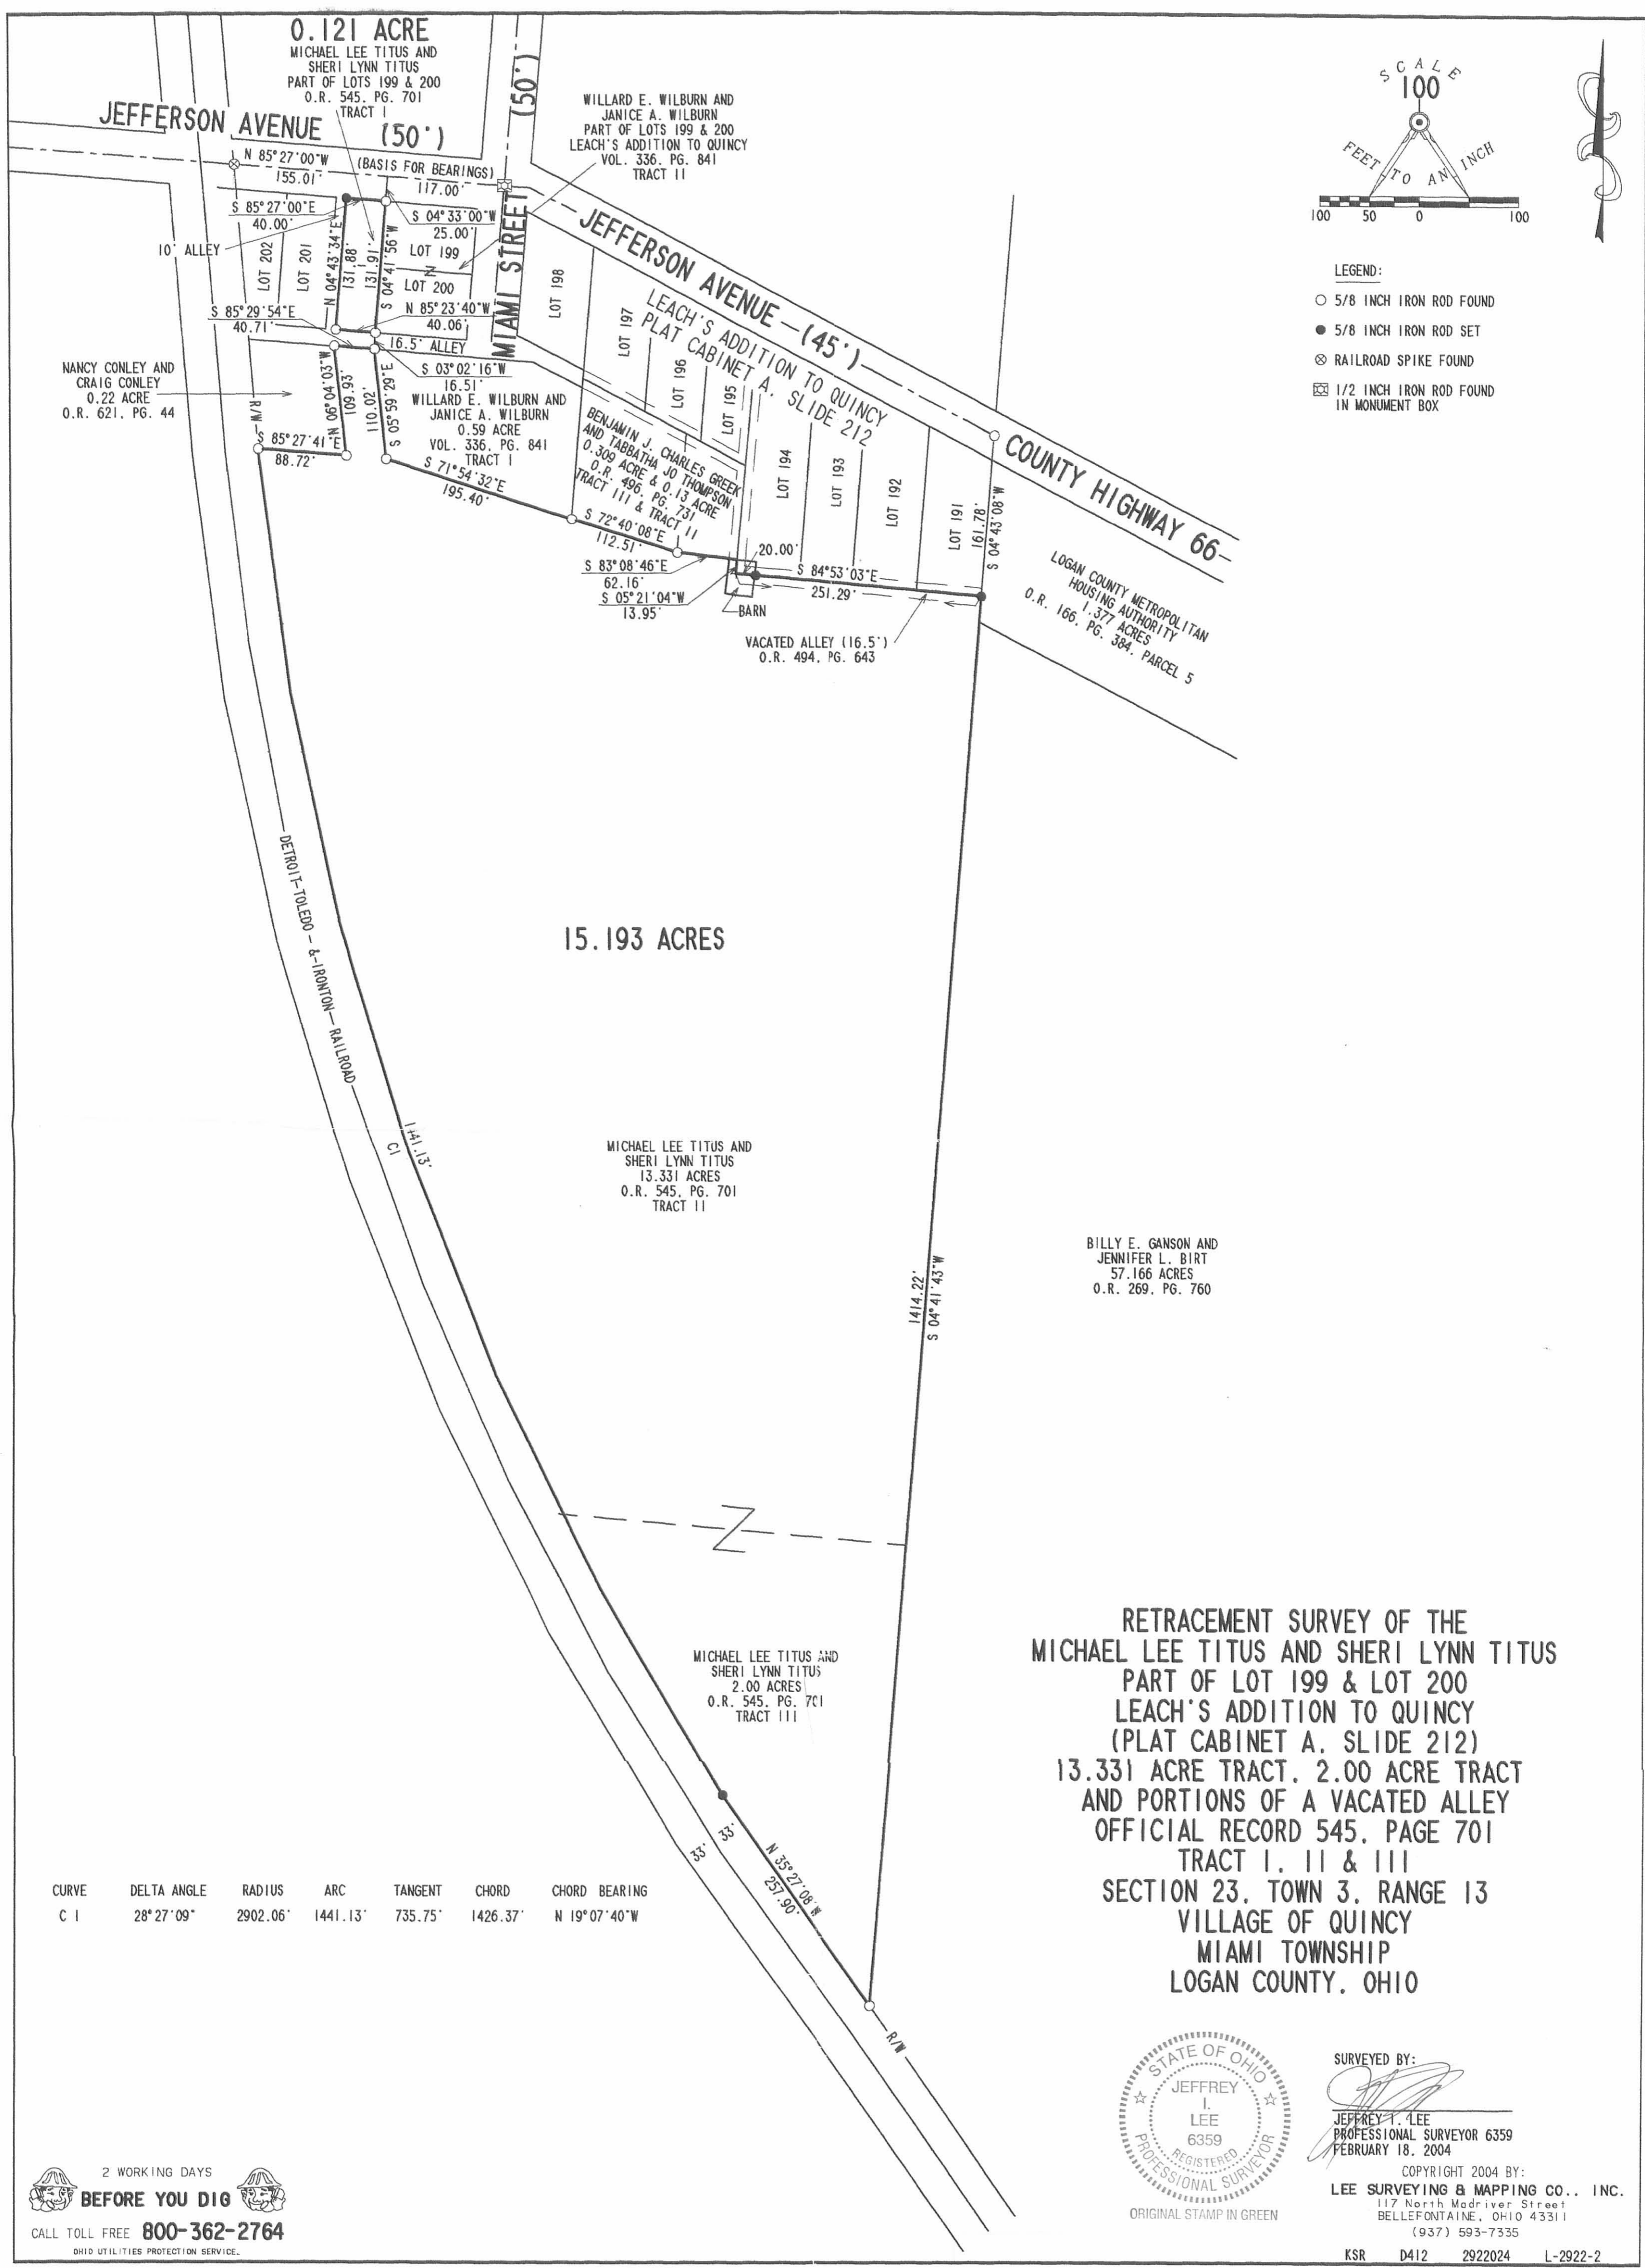 0.121 ACRE
MICHAEL LEE TITUS AND
SHERI LYNN TITUS
PART OF LOTS 199 & 200
O.R. 545. PG. 701
TRACT I
JEFFERSON AVENUE (50')
(50')
N 85°27'00"W
(BASIS FOR BEARINGS)
155.01'
117.00'
WILLARD E. WILBURN AND
JANICE A. WILBURN
PART OF LOTS 199 & 200
LEACH'S ADDITION TO QUINCY
VOL. 336. PG. 841
TRACT II
SCALE
100
FEET TO AN INCH
100 50 0 100
LEGEND:
5/8 INCH IRON ROD FOUND
5/8 INCH IRON ROD SET
RAILROAD SPIKE FOUND
1/2 INCH IRON ROD FOUND
IN MONUMENT BOX
S 85°27'00"E
40.00'
10' ALLEY
LOT 202
LOT 201
N 04°43'34"E
131.88'
131.91'
S 04°41'56"W
S 04°33'00"W
25.00'
LOT 199
LOT 200
MIAMI STREET
S 85°29'54"E
40.71'
N 85°23'40"W
40.06'
16.5' ALLEY
S 03°02'16"W
16.51'
NANCY CONLEY AND
CRAIG CONLEY
0.22 ACRE
O.R. 621. PG. 44
R/W
N 06°04'03"W
109.93'
110.02'
S 05°59'29"E
S 85°27'41"E
88.72'
WILLARD E. WILBURN AND
JANICE A. WILBURN
0.59 ACRE
VOL. 336. PG. 841
TRACT I
S 71°54'32"E
195.40'
JEFFERSON AVENUE (45')
LOT 198
LOT 197
LOT 196
LOT 195
LOT 194
LOT 193
LOT 192
LOT 191
LEACH'S ADDITION TO QUINCY
PLAT CABINET A. SLIDE 212
BENJAMIN J. CHARLES GREEK
AND TABBATHA JO THOMPSON
0.309 ACRE & 0.13 ACRE
O.R. 496. PG. 731
TRACT III & TRACT II
S 72°40'08"E
112.51'
S 83°08'46"E
62.16'
S 05°21'04"W
13.95'
20.00'
BARN
S 84°53'03"E
251.29'
VACATED ALLEY (16.5')
O.R. 494. PG. 643
161.78'
S 04°43'08"W
COUNTY HIGHWAY 66
LOGAN COUNTY METROPOLITAN
HOUSING AUTHORITY
1.377 ACRES
O.R. 166. PG. 384. PARCEL 5
DETROIT-TOLEDO-&-IRONTON-RAILROAD
15.193 ACRES
1441.13'
C1
MICHAEL LEE TITUS AND
SHERI LYNN TITUS
13.331 ACRES
O.R. 545. PG. 701
TRACT II
1414.22'
S 04°41'43"W
BILLY E. GANSON AND
JENNIFER L. BIRT
57.166 ACRES
O.R. 269. PG. 760
MICHAEL LEE TITUS AND
SHERI LYNN TITUS
2.00 ACRES
O.R. 545. PG. 701
TRACT III
33'
33'
N 35°27'08"W
257.90'
R/W
RETRACEMENT SURVEY OF THE
MICHAEL LEE TITUS AND SHERI LYNN TITUS
PART OF LOT 199 & LOT 200
LEACH'S ADDITION TO QUINCY
(PLAT CABINET A. SLIDE 212)
13.331 ACRE TRACT. 2.00 ACRE TRACT
AND PORTIONS OF A VACATED ALLEY
OFFICIAL RECORD 545. PAGE 701
TRACT I. II & III
SECTION 23. TOWN 3. RANGE 13
VILLAGE OF QUINCY
MIAMI TOWNSHIP
LOGAN COUNTY. OHIO
CURVE DELTA ANGLE RADIUS ARC TANGENT CHORD CHORD BEARING
C 1 28°27'09" 2902.06' 1441.13' 735.75' 1426.37' N 19°07'40"W
STATE OF OHIO
JEFFREY
I.
LEE
6359
REGISTERED
PROFESSIONAL SURVEYOR
ORIGINAL STAMP IN GREEN
SURVEYED BY:
JEFFREY I. LEE
PROFESSIONAL SURVEYOR 6359
FEBRUARY 18. 2004
COPYRIGHT 2004 BY:
LEE SURVEYING & MAPPING CO.. INC.
117 North Madriver Street
BELLEFONTAINE, OHIO 43311
(937) 593-7335
KSR D412 2922024 L-2922-2
2 WORKING DAYS
BEFORE YOU DIG
CALL TOLL FREE 800-362-2764
OHIO UTILITIES PROTECTION SERVICE.